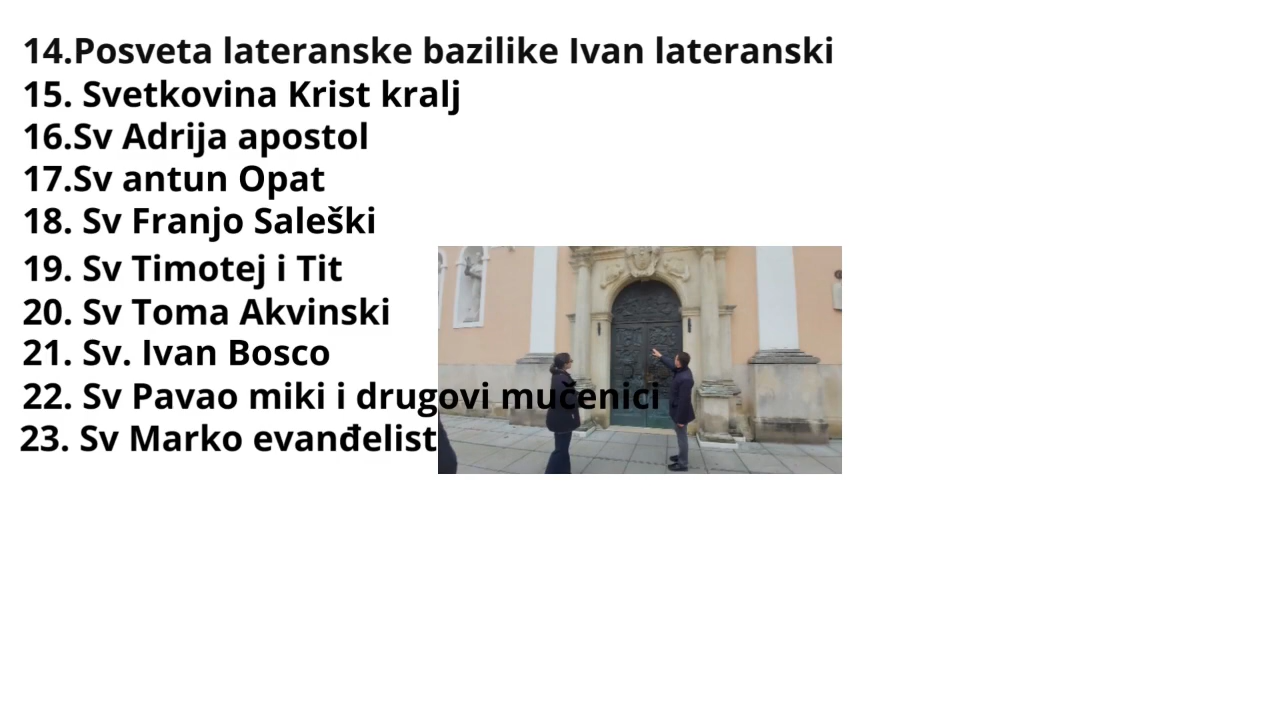 14.Posveta lateranske bazilike Ivan lateranski
15. Svetkovina Krist kralj
16.Sv Adrija apostol
17.Sv antun Opat
18. Sv Franjo Saleški
19. Sv Timotej i Tit
20. Sv Toma Akvinski
21. Sv. Ivan Bosco
22. Sv Pavao miki i drugovi mučenici
23. Sv Marko evanđelist